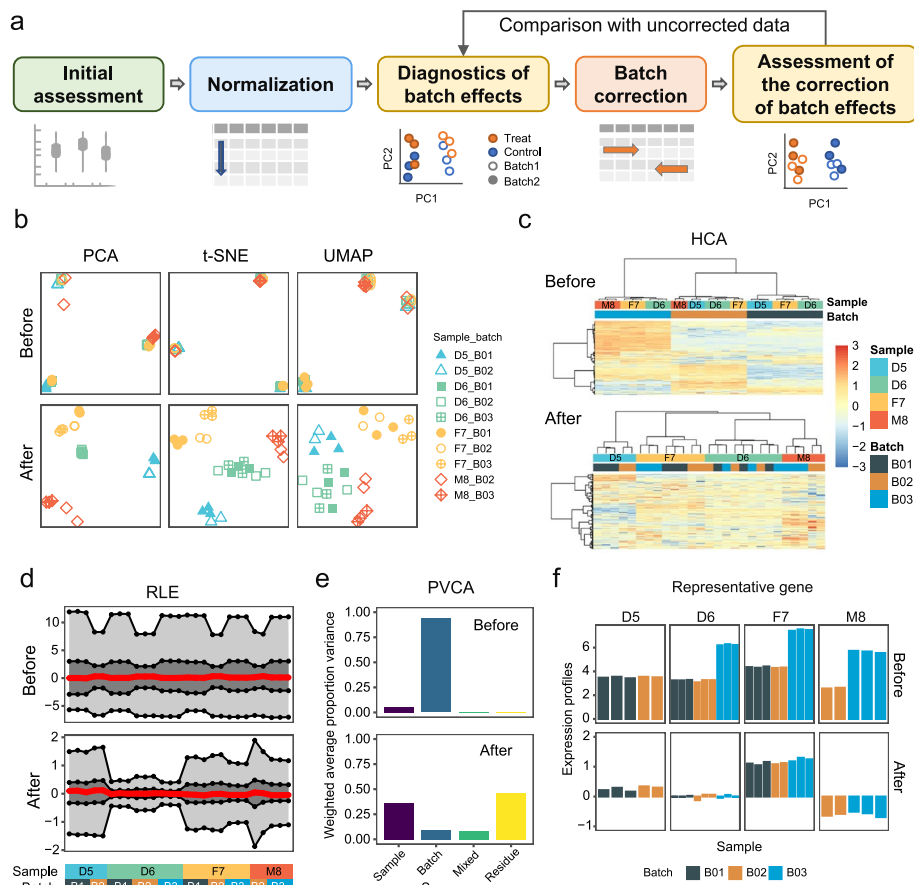 a
Comparison with uncorrected data
Initial
assessment
Normalization
Diagnostics of
batch effects
Batch
correction
Assessment of
the correction
of batch effects
PC2
PC1
Treat
Control
Batch1
Batch2
PC2
PC1
b
PCA
t-SNE
UMAP
Before
After
Sample_batch
D5_B01
D5_B02
D6_B01
D6_B02
D6_B03
F7_B01
F7_B02
F7_B03
M8_B02
M8_B03
c
HCA
Before
M8 F7 D6 M8 D5 D6 F7 D5 F7 D6
Sample
Batch
After
D5 F7 D6 M8
3
2
1
0
−1
−2
−3
Sample
D5
D6
F7
M8
Batch
B01
B02
B03
d
RLE
Before
10
5
0
−5
After
2
1
0
−1
−2
Sample D5 D6 F7 M8
e
PVCA
Weighted average proportion variance
Before
1.00
0.75
0.50
0.25
0.00
After
1.00
0.75
0.50
0.25
0.00
Sample
Batch
Mixed
Residue
f
Representative gene
D5 D6 F7 M8
Expression profiles
6
4
2
0
Before
1
0
−1
After
Sample
Batch B01 B02 B03